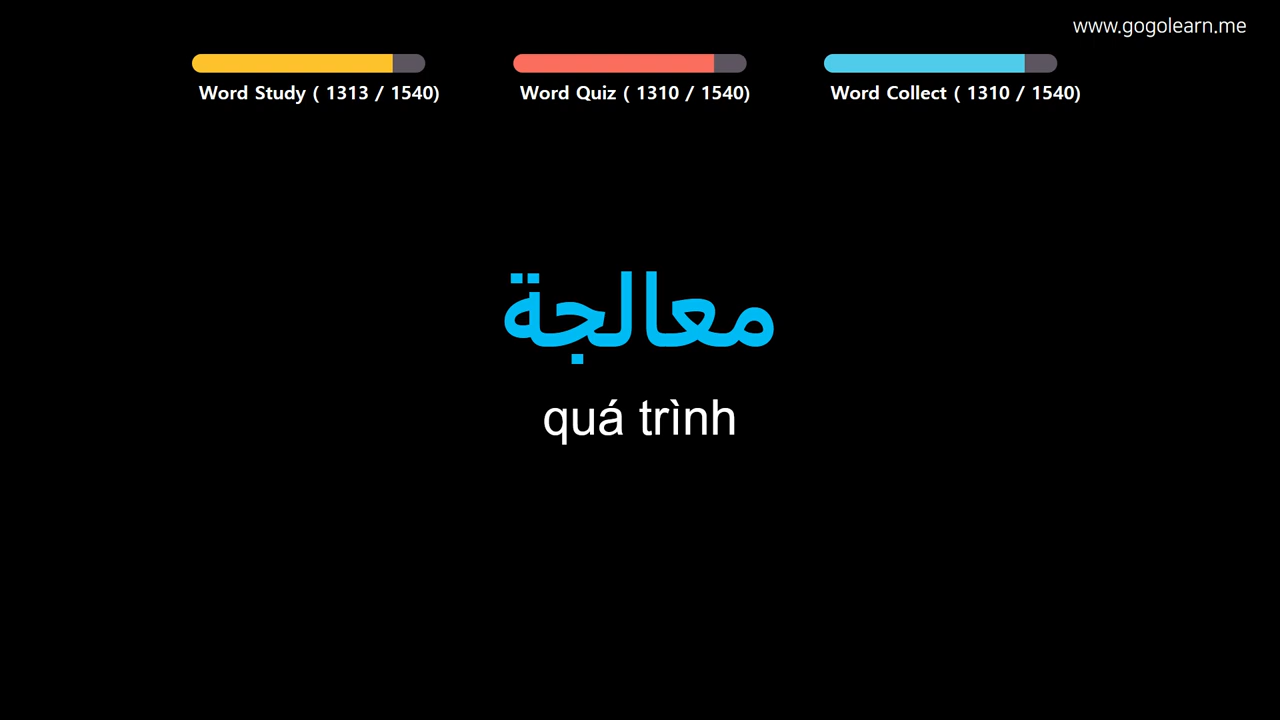 www.gogolearn.me
Word Study ( 1313 / 1540)
Word Quiz ( 1310 / 1540)
Word Collect ( 1310 / 1540)
معالجة
quá trình